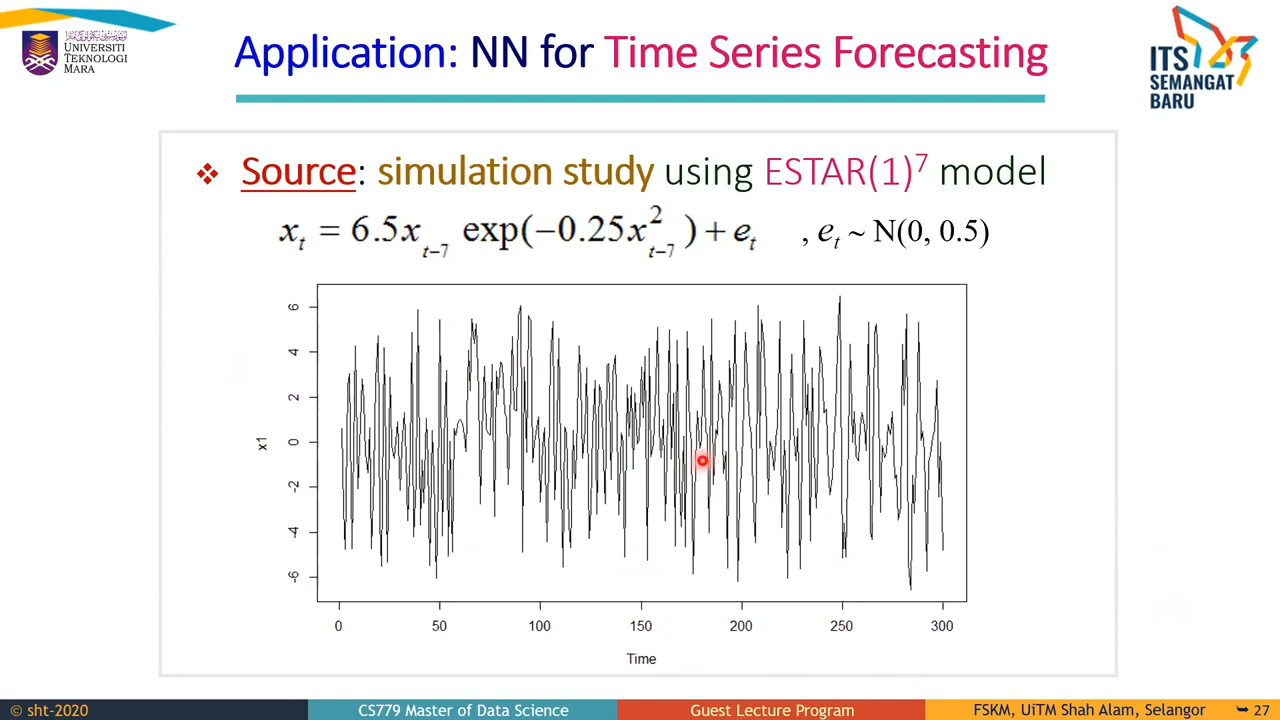 UNIVERSITI
TEKNOLOGI
MARA
Application: NN for Time Series Forecasting
ITS
SEMANGAT
BARU
❖ Source: simulation study using ESTAR(1)⁷ model
xₜ = 6.5xₜ₋₇ exp(−0.25x²ₜ₋₇) + eₜ , eₜ ~ N(0, 0.5)
6
4
2
0
-2
-4
-6
x1
0 50 100 150 200 250 300
Time
© sht-2020 CS779 Master of Data Science Guest Lecture Program FSKM, UiTM Shah Alam, Selangor ➥ 27